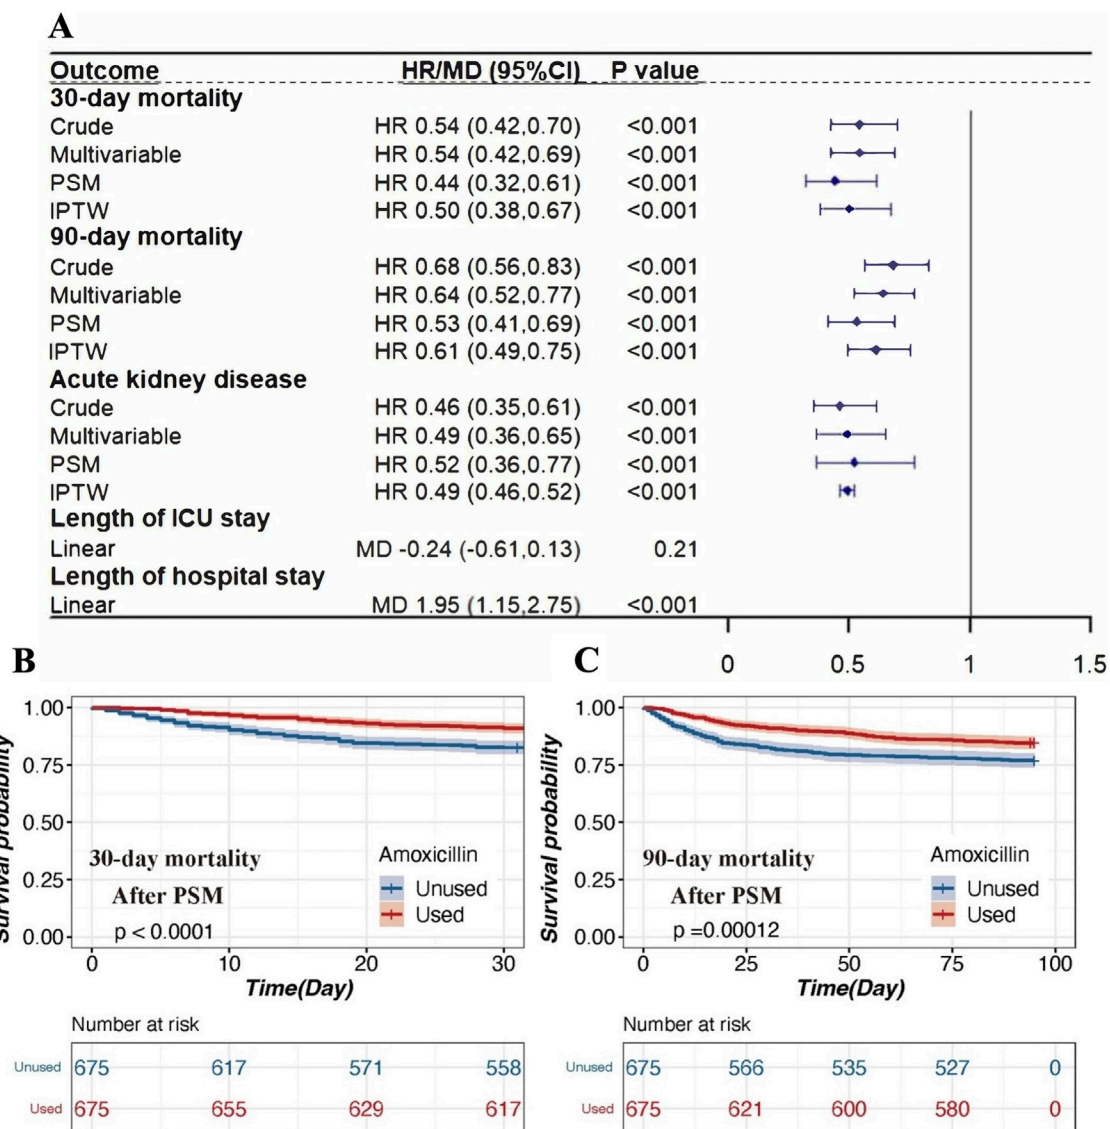 A
Outcome HR/MD (95%CI) P value
30-day mortality
Crude HR 0.54 (0.42,0.70) <0.001
Multivariable HR 0.54 (0.42,0.69) <0.001
PSM HR 0.44 (0.32,0.61) <0.001
IPTW HR 0.50 (0.38,0.67) <0.001
90-day mortality
Crude HR 0.68 (0.56,0.83) <0.001
Multivariable HR 0.64 (0.52,0.77) <0.001
PSM HR 0.53 (0.41,0.69) <0.001
IPTW HR 0.61 (0.49,0.75) <0.001
Acute kidney disease
Crude HR 0.46 (0.35,0.61) <0.001
Multivariable HR 0.49 (0.36,0.65) <0.001
PSM HR 0.52 (0.36,0.77) <0.001
IPTW HR 0.49 (0.46,0.52) <0.001
Length of ICU stay
Linear MD -0.24 (-0.61,0.13) 0.21
Length of hospital stay
Linear MD 1.95 (1.15,2.75) <0.001
0 0.5 1 1.5
B
Survival probability
1.00
0.75
0.50
0.25
0.00
30-day mortality
After PSM
p < 0.0001
Amoxicillin
Unused
Used
0 10 20 30
Time(Day)
Number at risk
Unused 675 617 571 558
Used 675 655 629 617
C
Survival probability
1.00
0.75
0.50
0.25
0.00
90-day mortality
After PSM
p =0.00012
Amoxicillin
Unused
Used
0 25 50 75 100
Time(Day)
Number at risk
Unused 675 566 535 527 0
Used 675 621 600 580 0